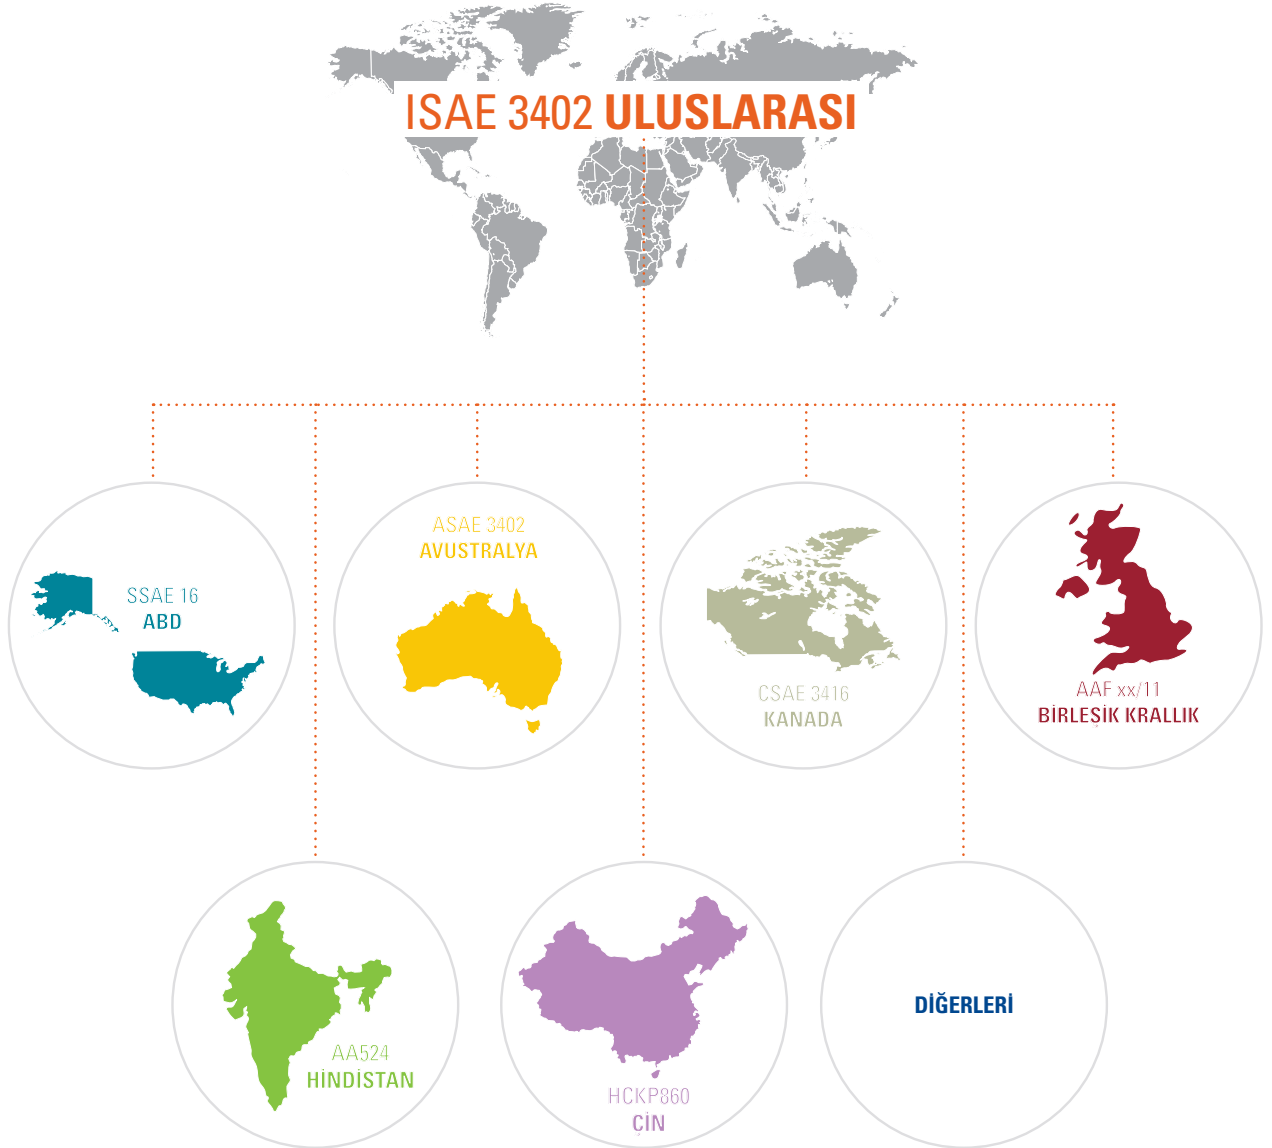 ISAE 3402 ULUSLARASI
SSAE 16
ABD
ASAE 3402
AVUSTRALYA
CSAE 3416
KANADA
AAF xx/11
BİRLEŞİK KRALLIK
AA524
HİNDİSTAN
HCKP860
ÇİN
DİĞERLERİ